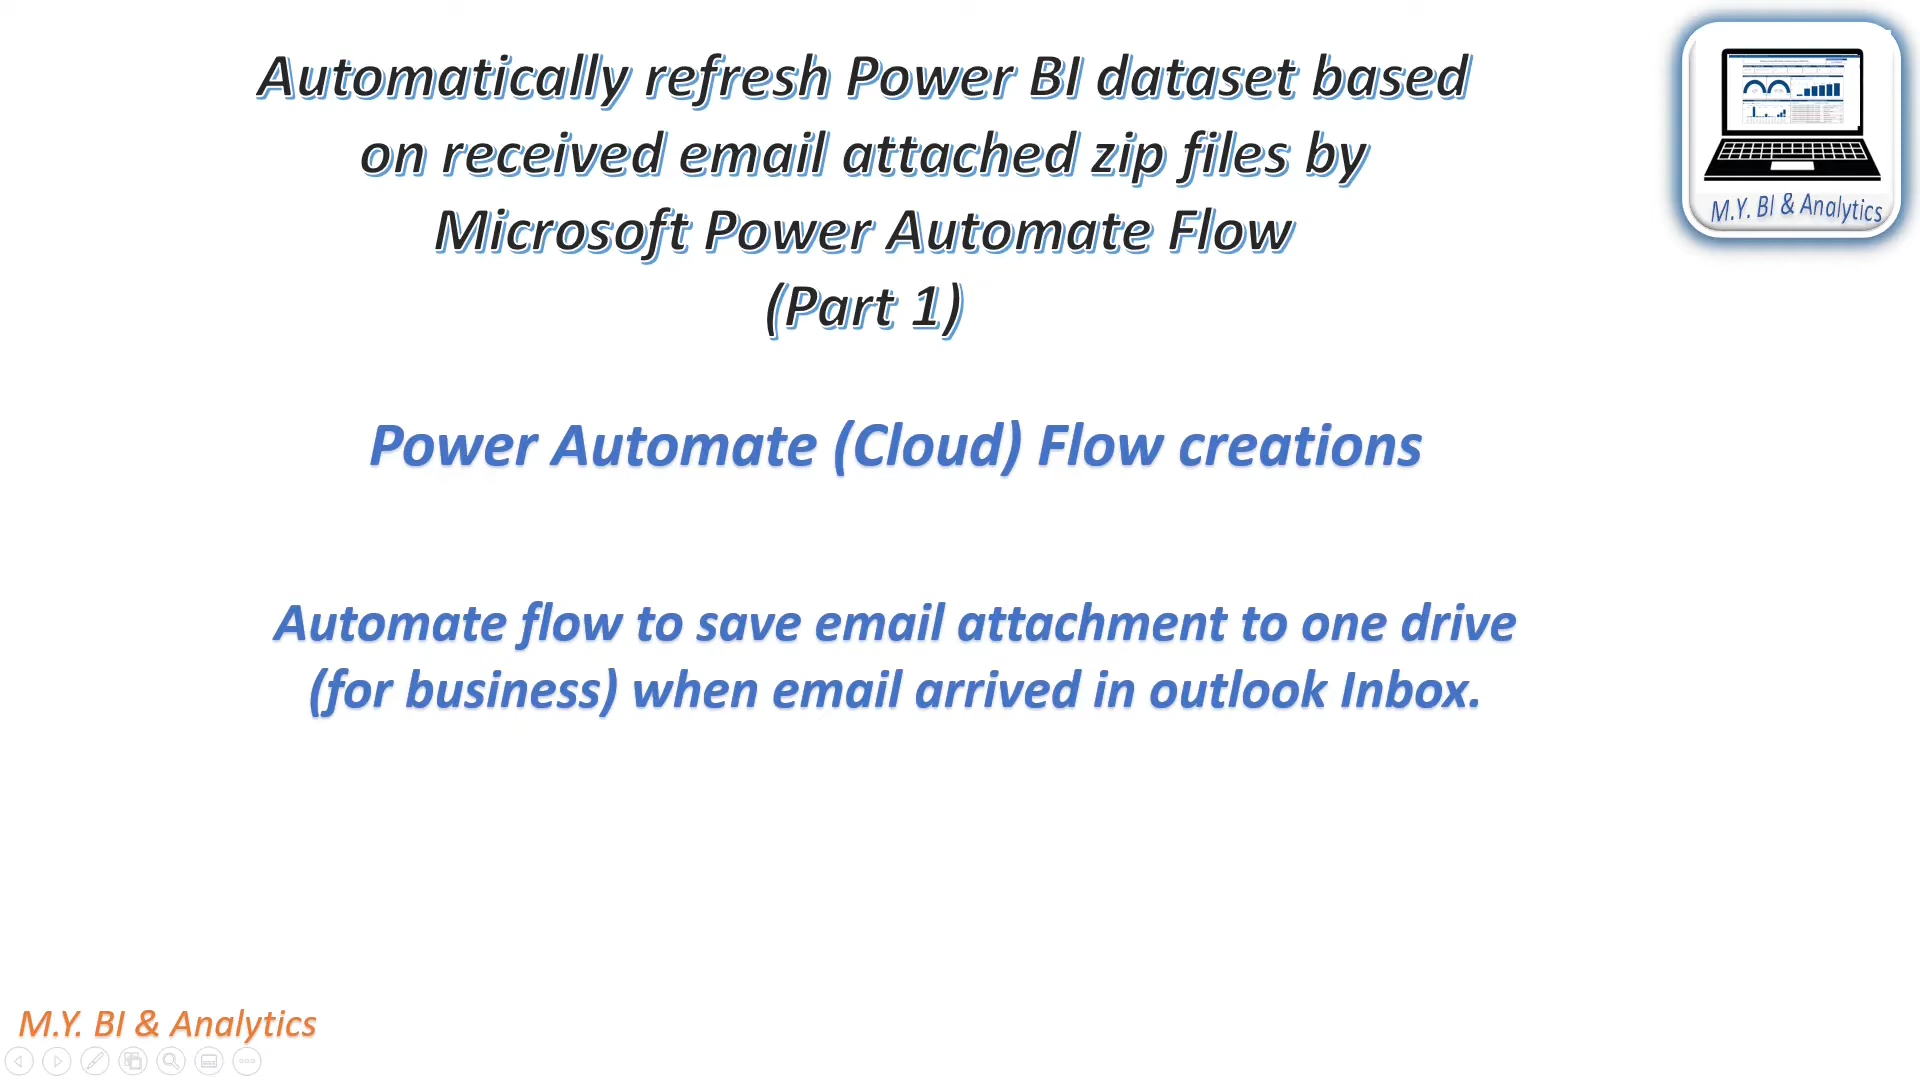 Automatically refresh Power BI dataset based
on received email attached zip files by
Microsoft Power Automate Flow
(Part 1)
M.Y. BI & Analytics
Power Automate (Cloud) Flow creations
Automate flow to save email attachment to one drive
(for business) when email arrived in outlook Inbox.
M.Y. BI & Analytics